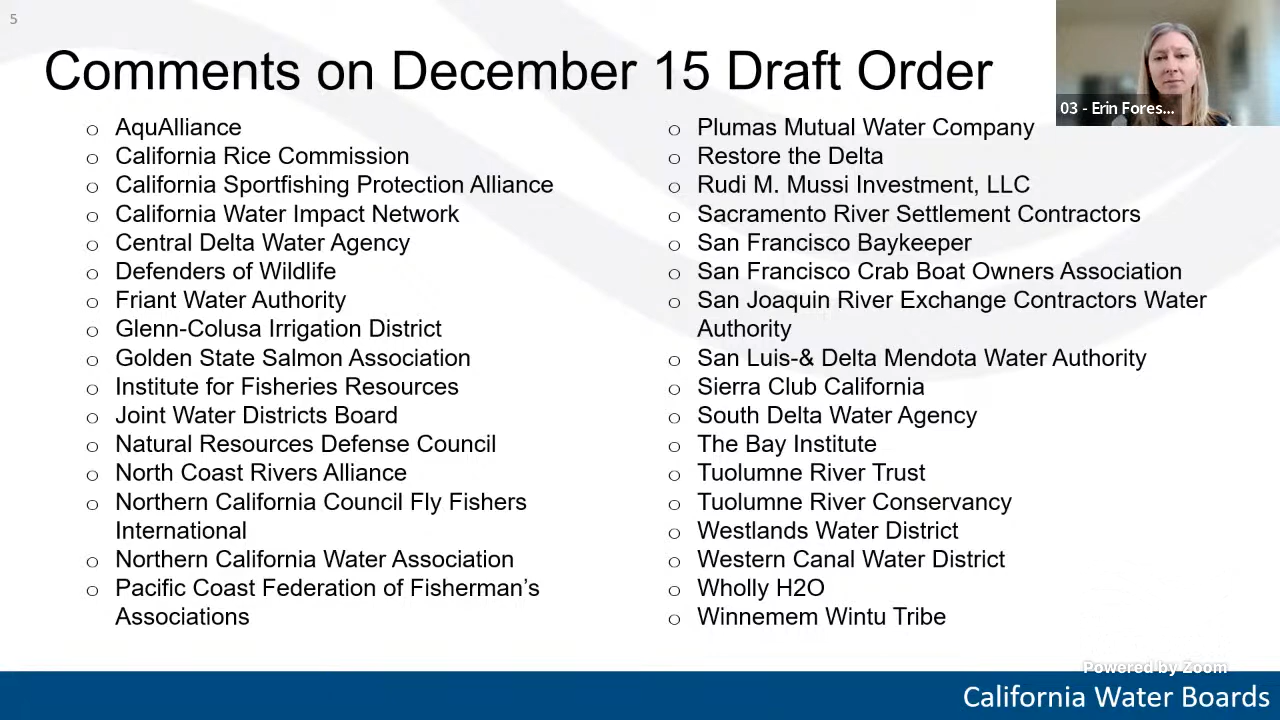 5
Comments on December 15 Draft Order
03 - Erin Fores...
o AquAlliance
o California Rice Commission
o California Sportfishing Protection Alliance
o California Water Impact Network
o Central Delta Water Agency
o Defenders of Wildlife
o Friant Water Authority
o Glenn-Colusa Irrigation District
o Golden State Salmon Association
o Institute for Fisheries Resources
o Joint Water Districts Board
o Natural Resources Defense Council
o North Coast Rivers Alliance
o Northern California Council Fly Fishers
International
o Northern California Water Association
o Pacific Coast Federation of Fisherman’s
Associations
o Plumas Mutual Water Company
o Restore the Delta
o Rudi M. Mussi Investment, LLC
o Sacramento River Settlement Contractors
o San Francisco Baykeeper
o San Francisco Crab Boat Owners Association
o San Joaquin River Exchange Contractors Water
Authority
o San Luis-& Delta Mendota Water Authority
o Sierra Club California
o South Delta Water Agency
o The Bay Institute
o Tuolumne River Trust
o Tuolumne River Conservancy
o Westlands Water District
o Western Canal Water District
o Wholly H2O
o Winnemem Wintu Tribe
Powered by Zoom
California Water Boards